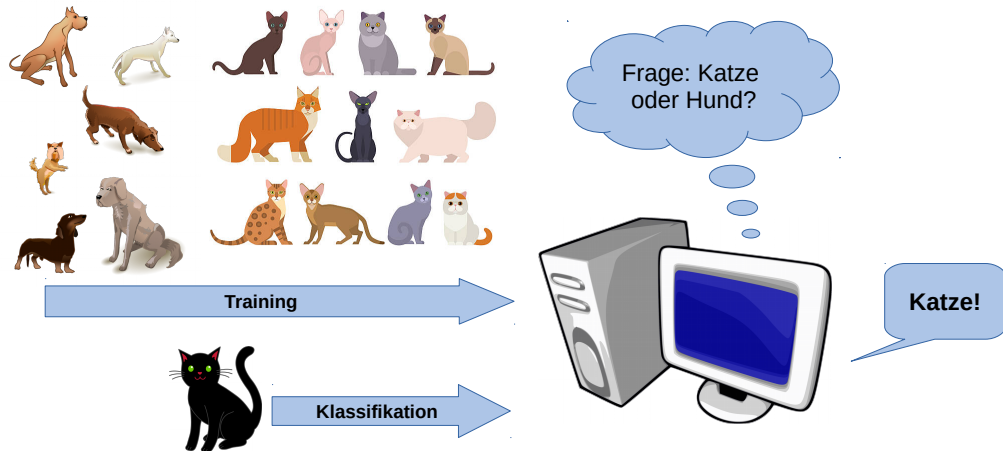 Frage: Katze
oder Hund?
Training
Katze!
Klassifikation